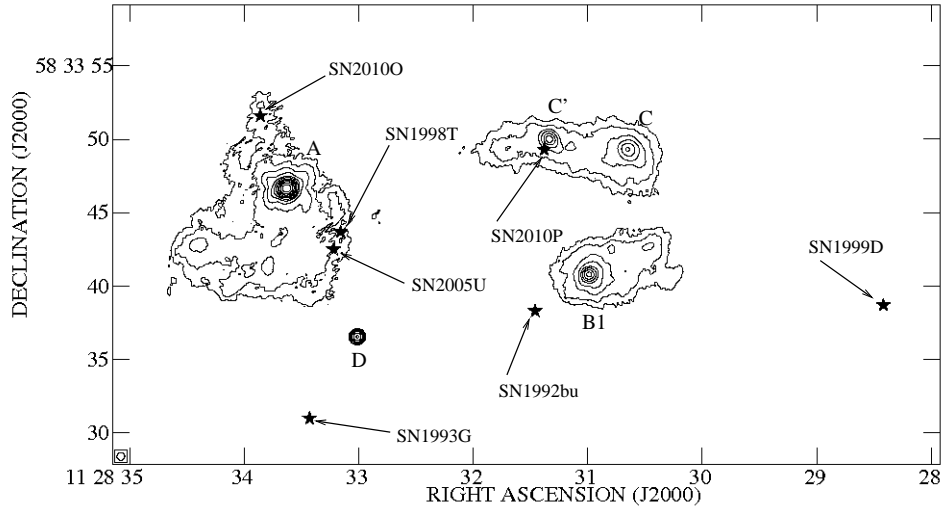 58 33 55
SN2010O
C'
C
SN1998T
50
A
45
SN2010P
SN1999D
SN2005U
40
B1
35
D
SN1992bu
30
SN1993G
DECLINATION (J2000)
11 28 35
34
33
32
31
30
29
28
RIGHT ASCENSION (J2000)